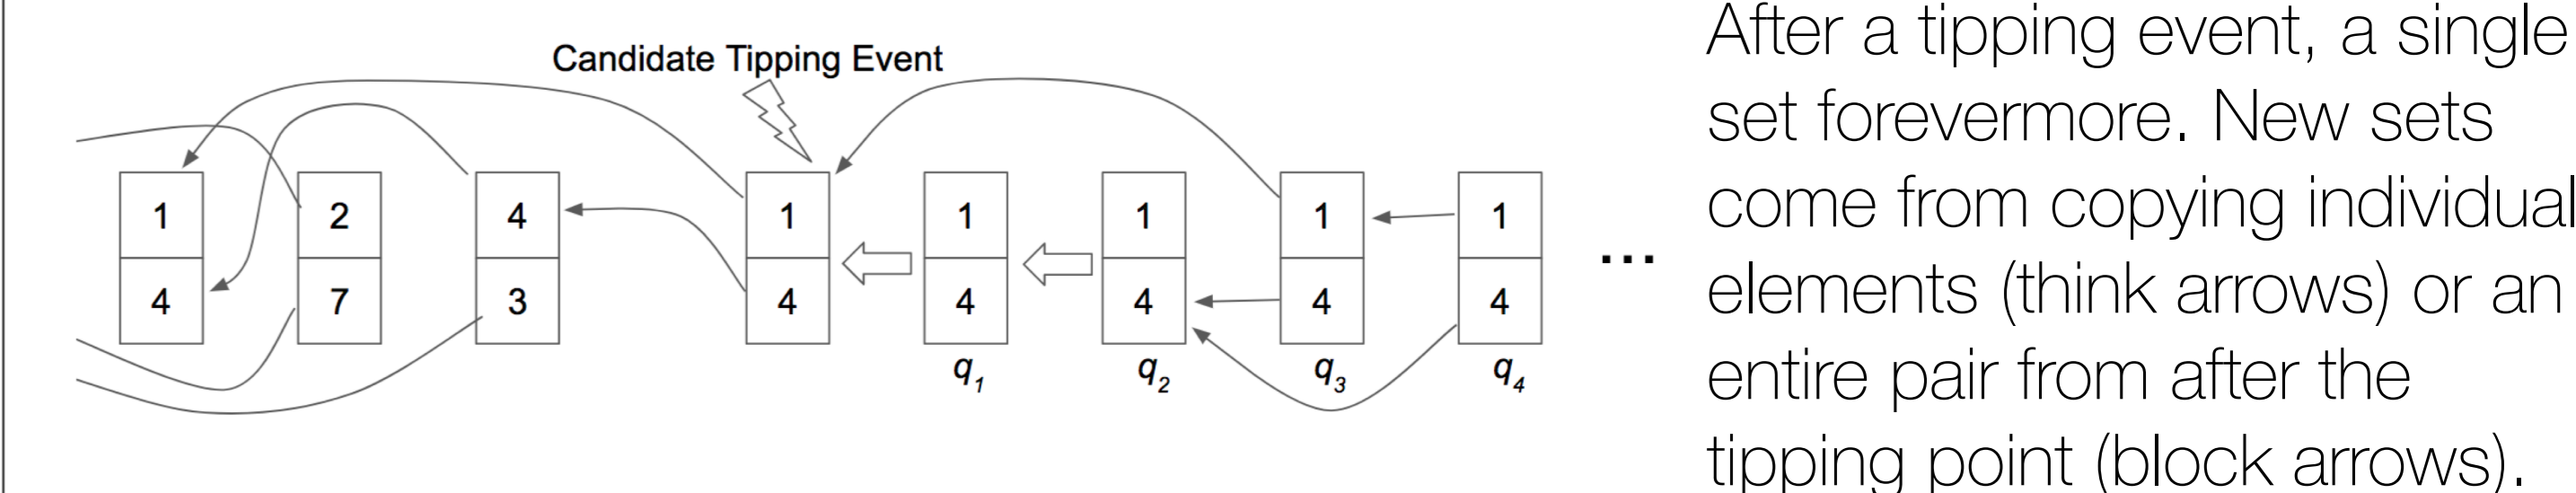 Candidate Tipping Event
1 2 4 1 1 1 1 1
4 7 3 4 4 4 4 4
...
q1 q2 q3 q4
After a tipping event, a single
set forevermore. New sets
come from copying individual
elements (think arrows) or an
entire pair from after the
tipping point (block arrows).